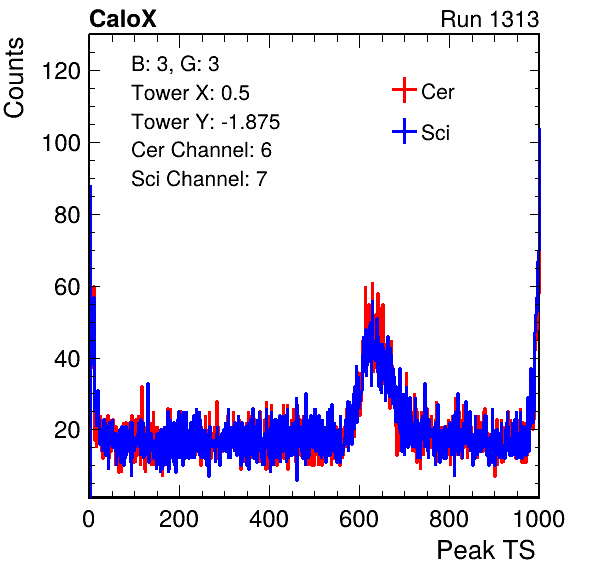 CaloX Run 1313
Counts
B: 3, G: 3
Tower X: 0.5
Tower Y: -1.875
Cer Channel: 6
Sci Channel: 7
Cer
Sci
120
100
80
60
40
20
0 200 400 600 800 1000
Peak TS